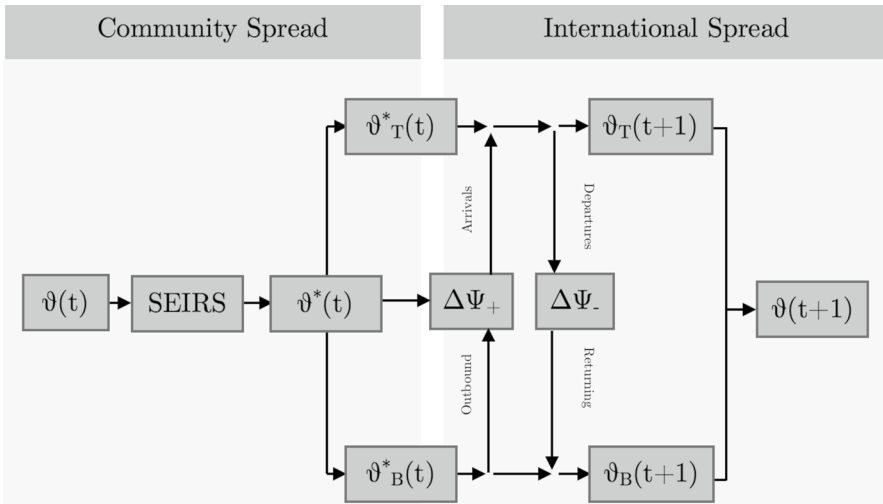 Community Spread
International Spread
ϑ*T(t)
ϑT(t+1)
Arrivals
Departures
ϑ(t)
SEIRS
ϑ*(t)
ΔΨ+
ΔΨ-
ϑ(t+1)
Outbound
Returning
ϑ*B(t)
ϑB(t+1)